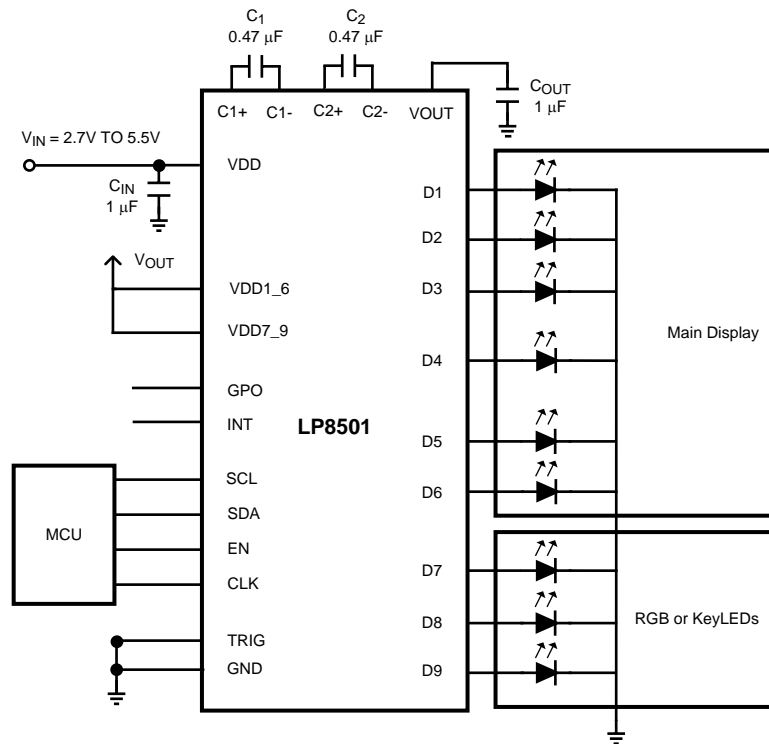 C1
0.47 μF
C2
0.47 μF
COUT
1 μF
C1+ C1- C2+ C2- VOUT
VIN = 2.7V TO 5.5V
VDD
CIN
1 μF
D1
D2
VOUT
VDD1_6
D3
VDD7_9
D4
Main Display
GPO
INT
LP8501
D5
SCL
D6
MCU
SDA
EN
D7
CLK
RGB or KeyLEDs
D8
TRIG
GND
D9